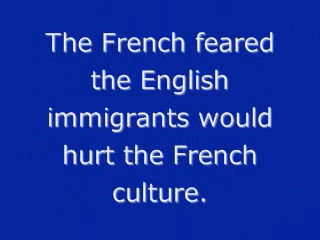 The French feared
the English
immigrants would
hurt the French
culture.